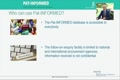 PAT-INFORMED
Who can use Pat-INFORMED?
The Pat-INFORMED database is accessible to
everybody
The follow-on enquiry facility is limited to national
and international procurement agencies
Information received is not confidential